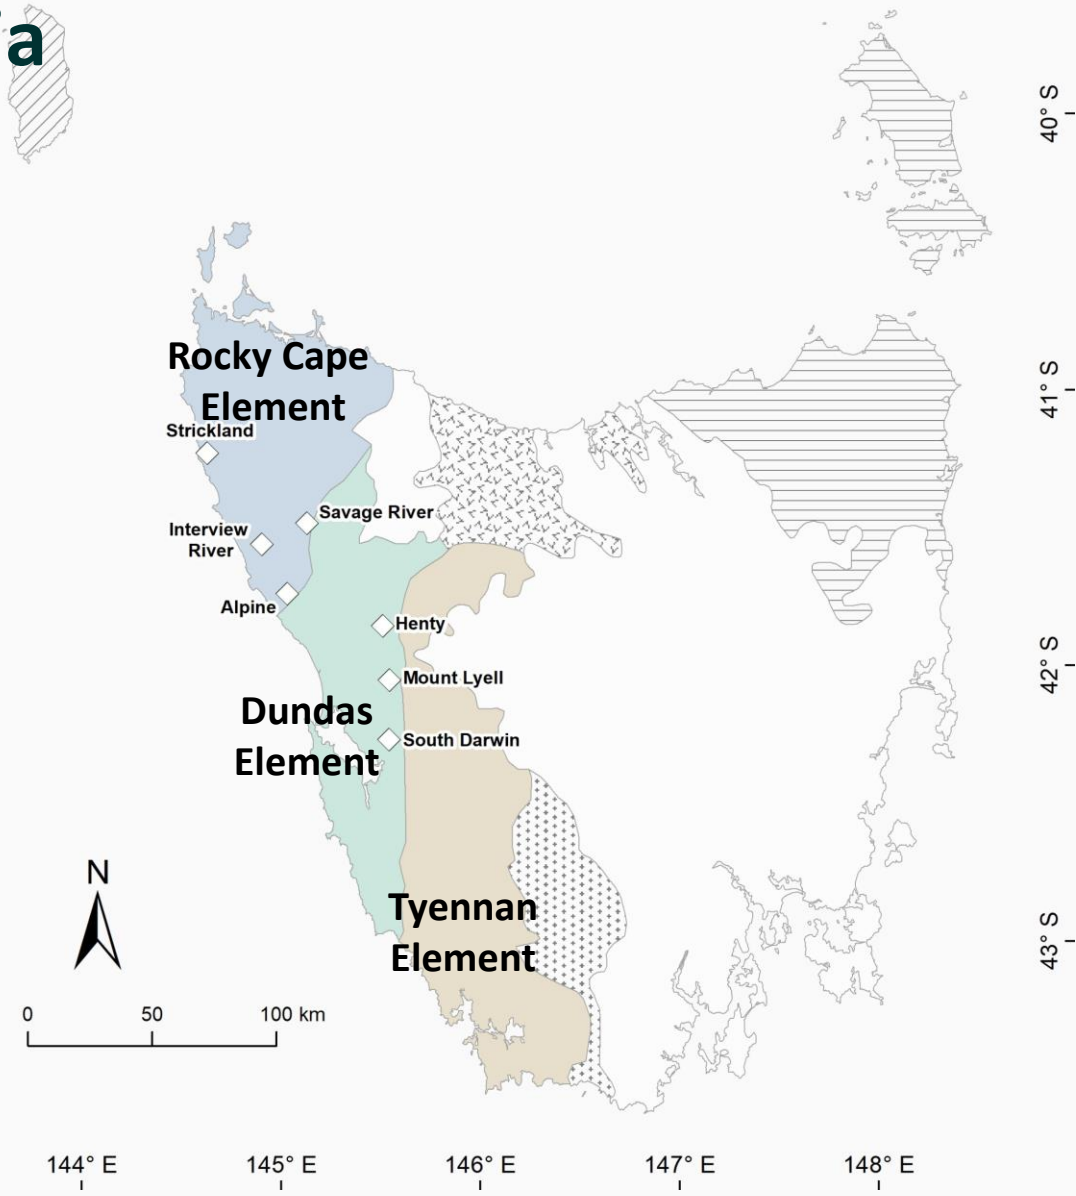 ia
40° S
Rocky Cape
Element
41° S
Strickland
Savage River
Interview
River
Alpine
Henty
42° S
Mount Lyell
Dundas
Element
South Darwin
N
Tyennan
Element
43° S
0 50 100 km
144° E 145° E 146° E 147° E 148° E